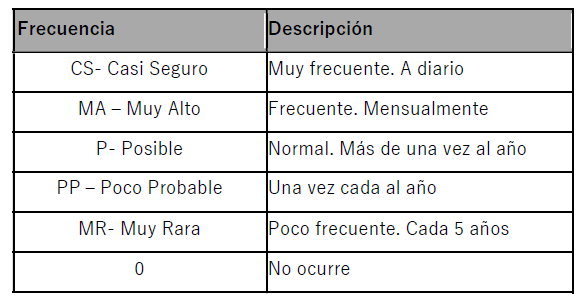 Frecuencia Descripción
CS- Casi Seguro Muy frecuente. A diario
MA – Muy Alto Frecuente. Mensualmente
P- Posible Normal. Más de una vez al año
PP – Poco Probable Una vez cada al año
MR- Muy Rara Poco frecuente. Cada 5 años
0 No ocurre